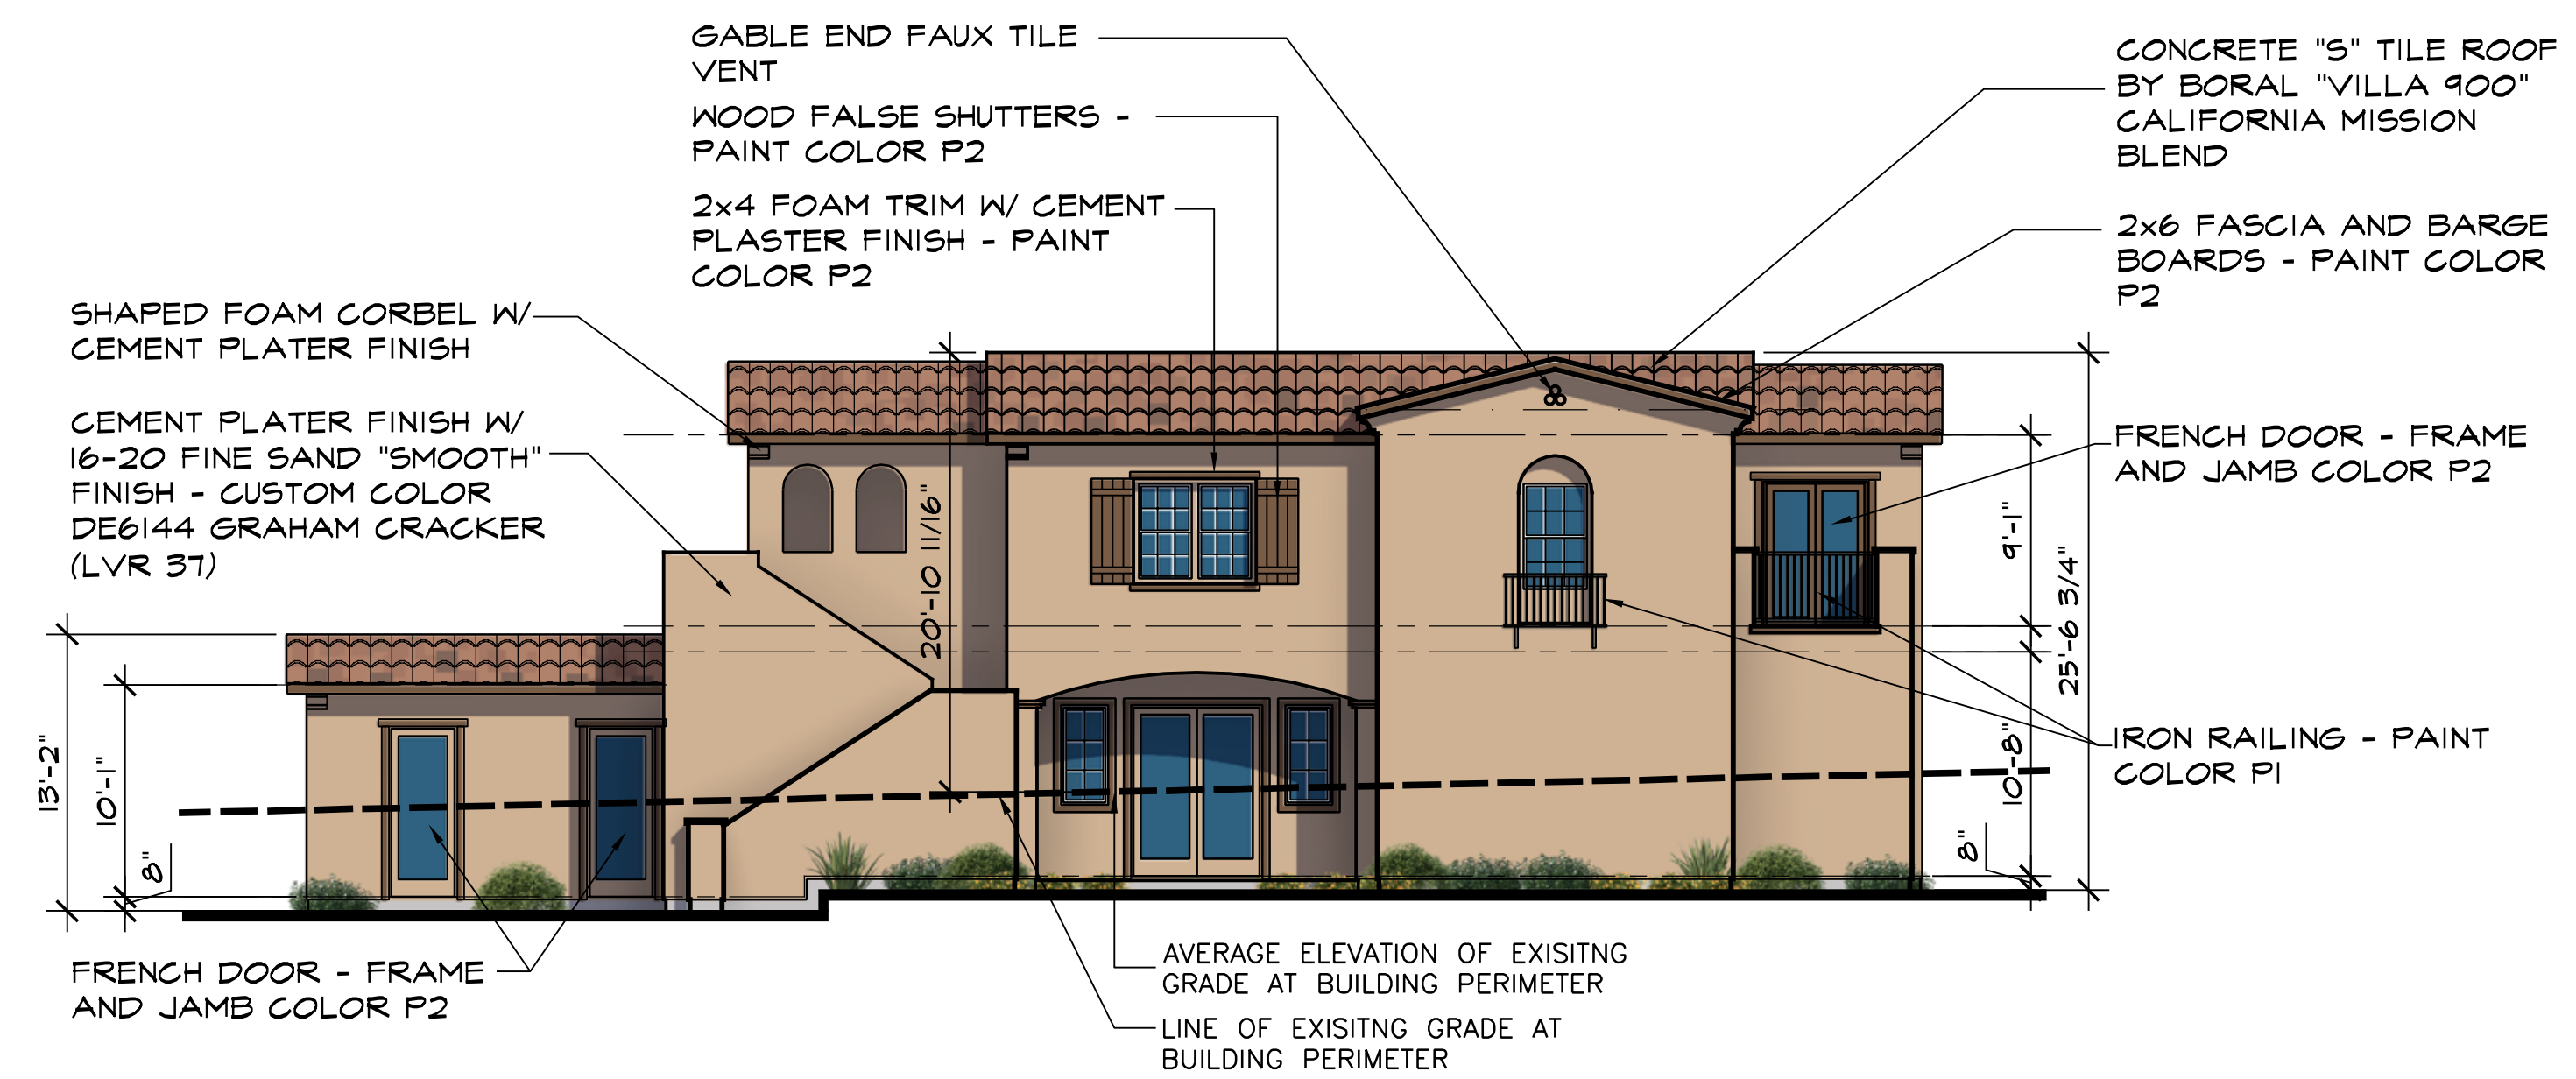 GABLE END FAUX TILE
VENT
WOOD FALSE SHUTTERS -
PAINT COLOR P2
2x4 FOAM TRIM W/ CEMENT
PLASTER FINISH - PAINT
COLOR P2
CONCRETE "S" TILE ROOF
BY BORAL "VILLA 900"
CALIFORNIA MISSION
BLEND
2x6 FASCIA AND BARGE
BOARDS - PAINT COLOR
P2
SHAPED FOAM CORBEL W/
CEMENT PLATER FINISH
CEMENT PLATER FINISH W/
16-20 FINE SAND "SMOOTH"
FINISH - CUSTOM COLOR
DE6144 GRAHAM CRACKER
(LVR 37)
FRENCH DOOR - FRAME
AND JAMB COLOR P2
20'-10 11/16"
9'-1"
25'-6 3/4"
13'-2"
10'-1"
8"
10'-8"
8"
IRON RAILING - PAINT
COLOR P1
FRENCH DOOR - FRAME
AND JAMB COLOR P2
AVERAGE ELEVATION OF EXISITNG
GRADE AT BUILDING PERIMETER
LINE OF EXISITNG GRADE AT
BUILDING PERIMETER